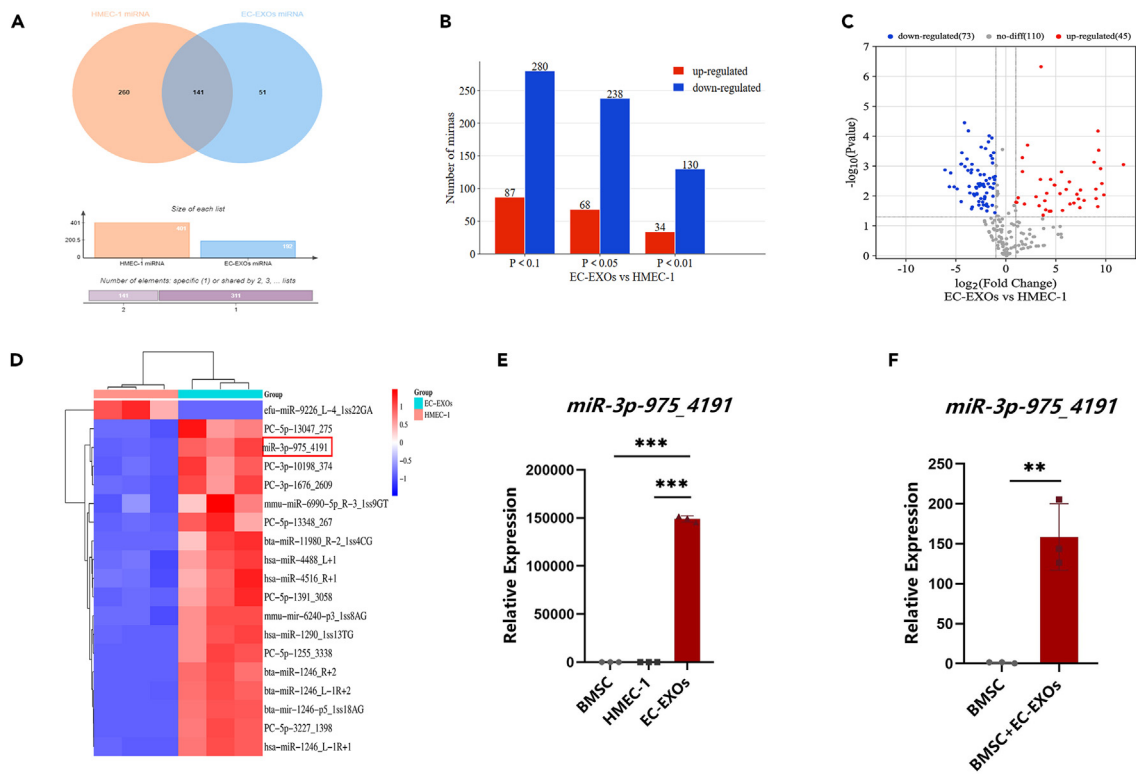 A
HMEC-1 miRNA
EC-EXOs miRNA
260
141
51
Size of each list
401
200.5
0
401
192
HMEC-1 miRNA
EC-EXOs miRNA
Number of elements: specific (1) or shared by 2, 3, ... lists
141
311
2
1
B
Number of mirnas
250
200
150
100
50
0
up-regulated
down-regulated
87
280
68
238
34
130
P < 0.1
P < 0.05
P < 0.01
EC-EXOs vs HMEC-1
C
down-regulated(73)
no-diff(110)
up-regulated(45)
-log10(Pvalue)
7
6
5
4
3
2
1
0
-10
-5
0
5
10
log2(Fold Change)
EC-EXOs vs HMEC-1
D
Group
efu-miR-9226_L-4_1ss22GA
PC-5p-13047_275
miR-3p-975_4191
PC-3p-10198_374
PC-3p-1676_2609
mmu-miR-6990-5p_R-3_1ss9GT
PC-5p-13348_267
bta-miR-11980_R-2_1ss4CG
hsa-miR-4488_L+1
hsa-miR-4516_R+1
PC-5p-1391_3058
mmu-mir-6240-p3_1ss8AG
hsa-miR-1290_1ss13TG
PC-5p-1255_3338
bta-miR-1246_R+2
bta-miR-1246_L-1R+2
bta-mir-1246-p5_1ss18AG
PC-5p-3227_1398
hsa-miR-1246_L-1R+1
Group
EC-EXOs
HMEC-1
1
0.5
0
-0.5
-1
E
miR-3p-975_4191
***
***
Relative Expression
200000
150000
100000
50000
0
BMSC
HMEC-1
EC-EXOs
F
miR-3p-975_4191
**
Relative Expression
250
200
150
100
50
0
BMSC
BMSC+EC-EXOs